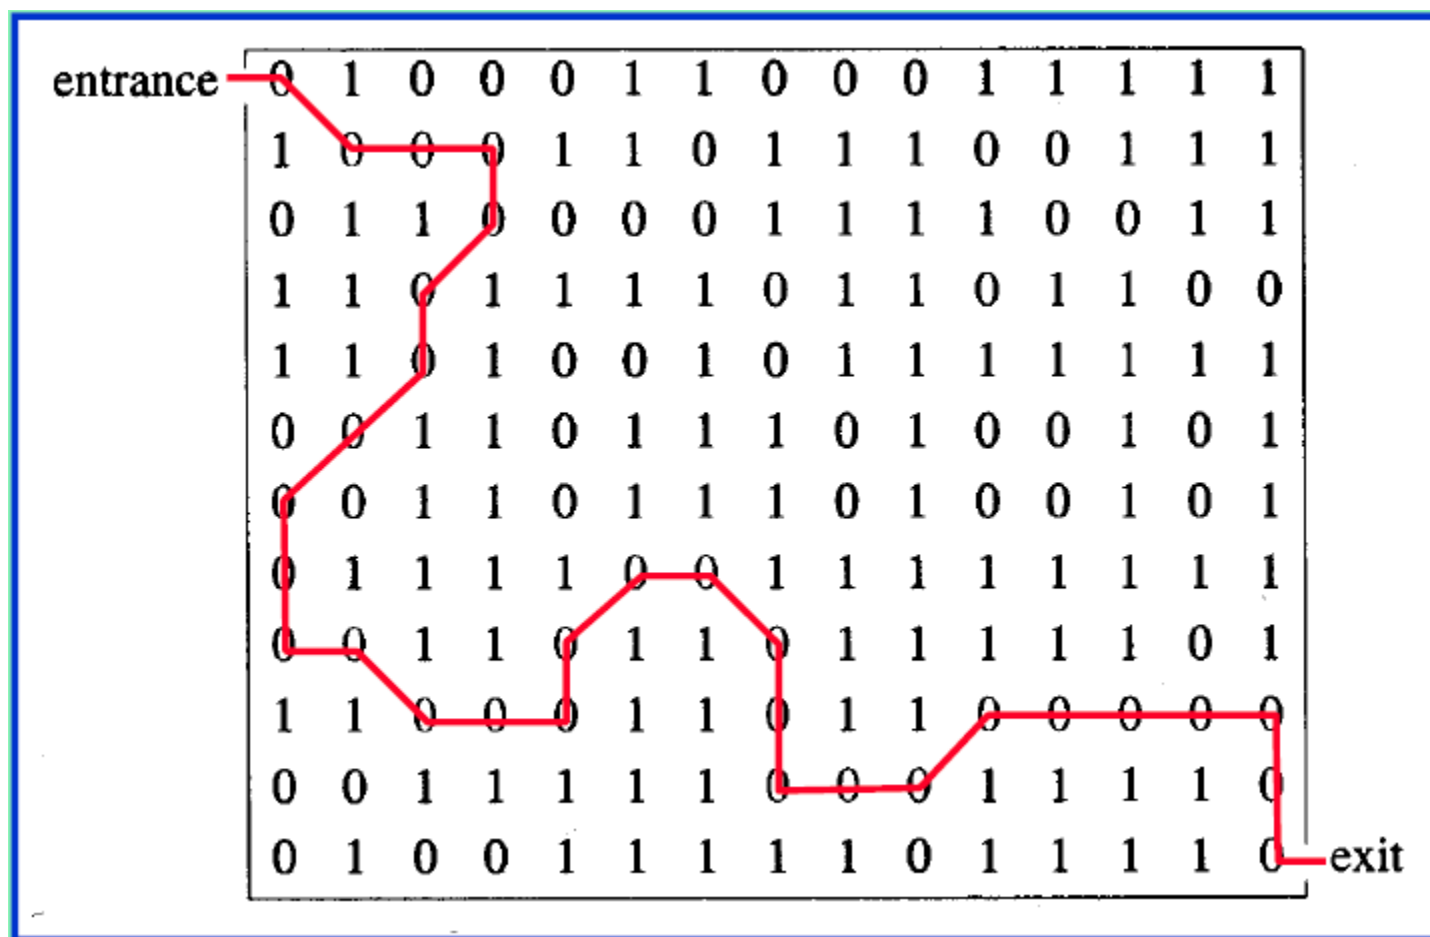 entrance 0 1 0 0 0 1 1 0 0 0 1 1 1 1 1
1 0 0 0 1 1 0 1 1 1 0 0 1 1 1
0 1 1 0 0 0 0 1 1 1 1 0 0 1 1
1 1 0 1 1 1 1 0 1 1 0 1 1 0 0
1 1 0 1 0 0 1 0 1 1 1 1 1 1 1
0 0 1 1 0 1 1 1 0 1 0 0 1 0 1
0 0 1 1 0 1 1 1 0 1 0 0 1 0 1
0 1 1 1 1 0 0 1 1 1 1 1 1 1 1
0 0 1 1 0 1 1 0 1 1 1 1 1 0 1
1 1 0 0 0 1 1 0 1 1 0 0 0 0 0
0 0 1 1 1 1 1 0 0 0 1 1 1 1 0
0 1 0 0 1 1 1 1 1 0 1 1 1 1 0 exit